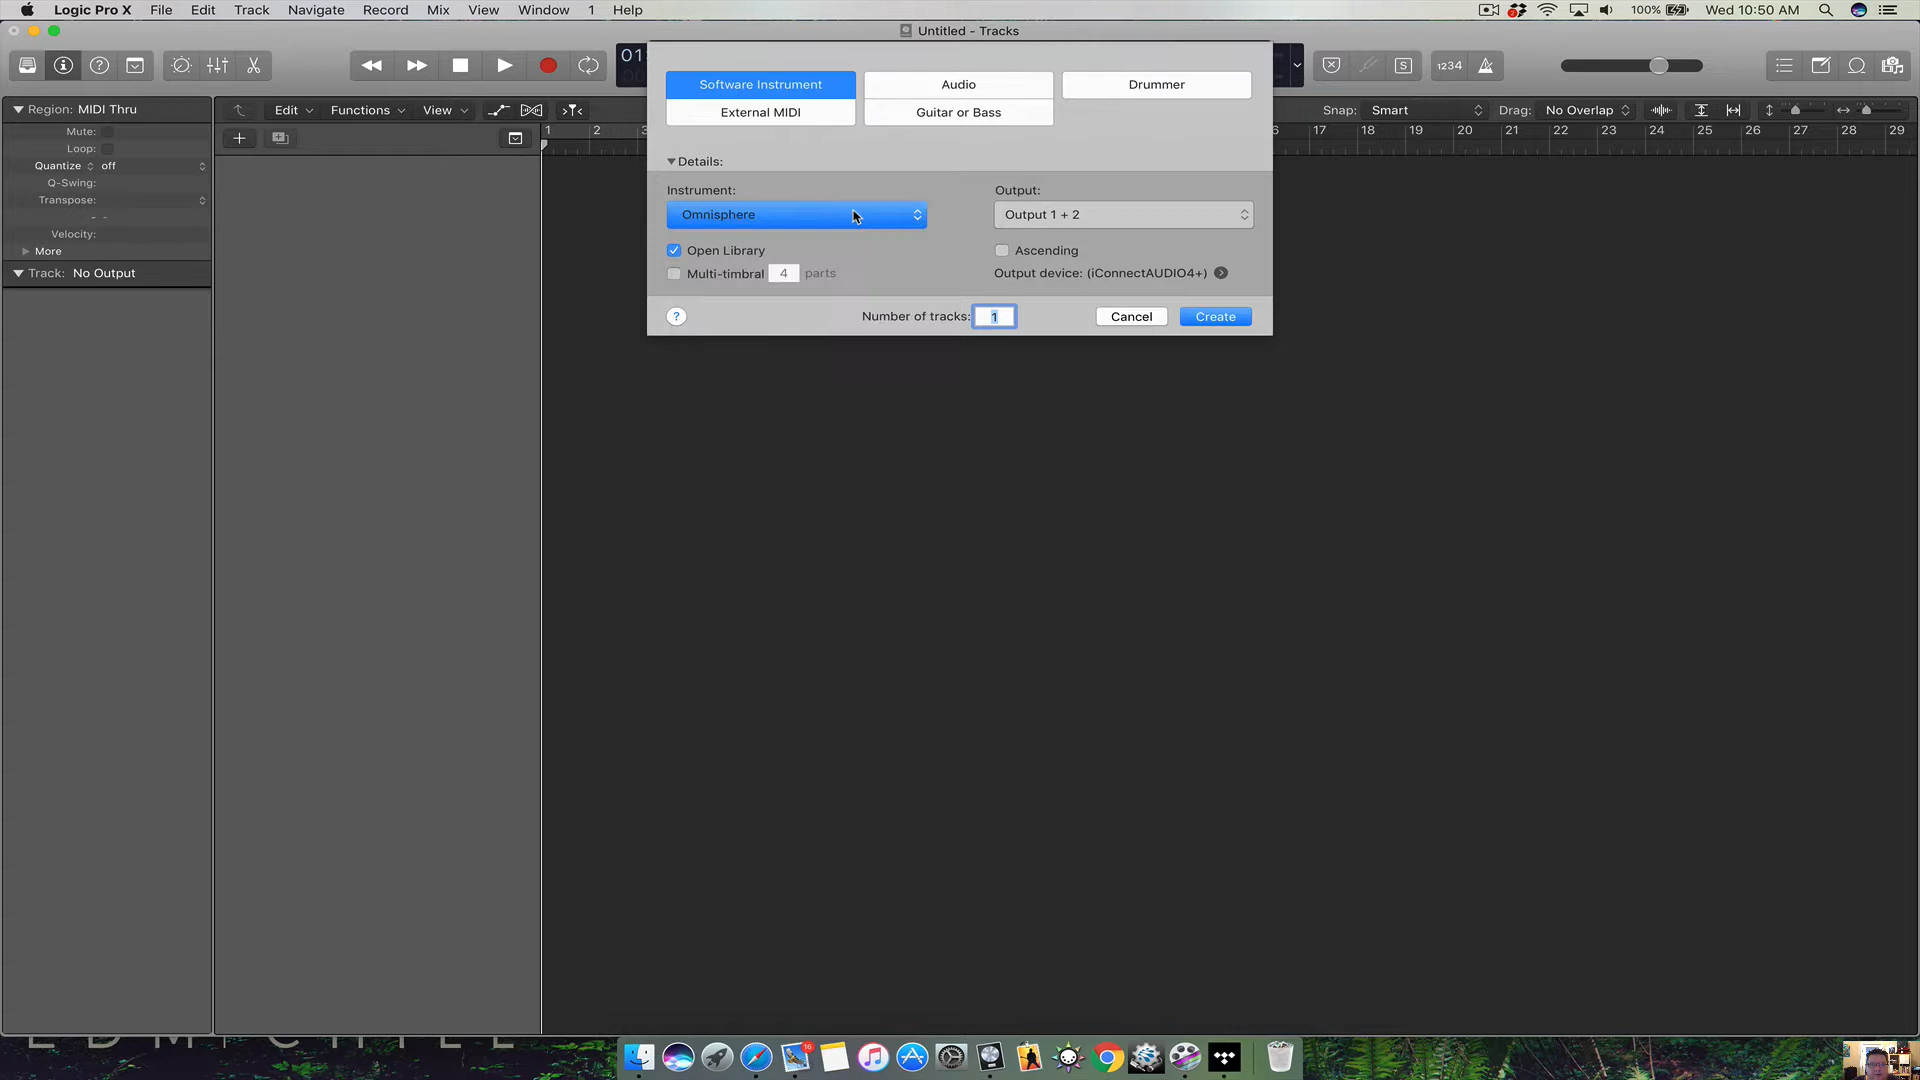 Logic Pro X File Edit Track Navigate Record Mix View Window 1 Help 2 100% Wed 10:50 AM
Untitled - Tracks
01
S 1234
Region: MIDI Thru
Mute:
Loop:
Quantize off
Q-Swing:
Transpose:
- -
Velocity:
More
Track: No Output
Edit Functions View
Snap: Smart Drag: No Overlap
1 2 3 16 17 18 19 20 21 22 23 24 25 26 27 28 29
Software Instrument Audio Drummer
External MIDI Guitar or Bass
Details:
Instrument: Output:
Omnisphere Output 1 + 2
Open Library Ascending
Multi-timbral 4 parts Output device: (iConnectAUDIO4+)
? Number of tracks: 1 Cancel Create
16